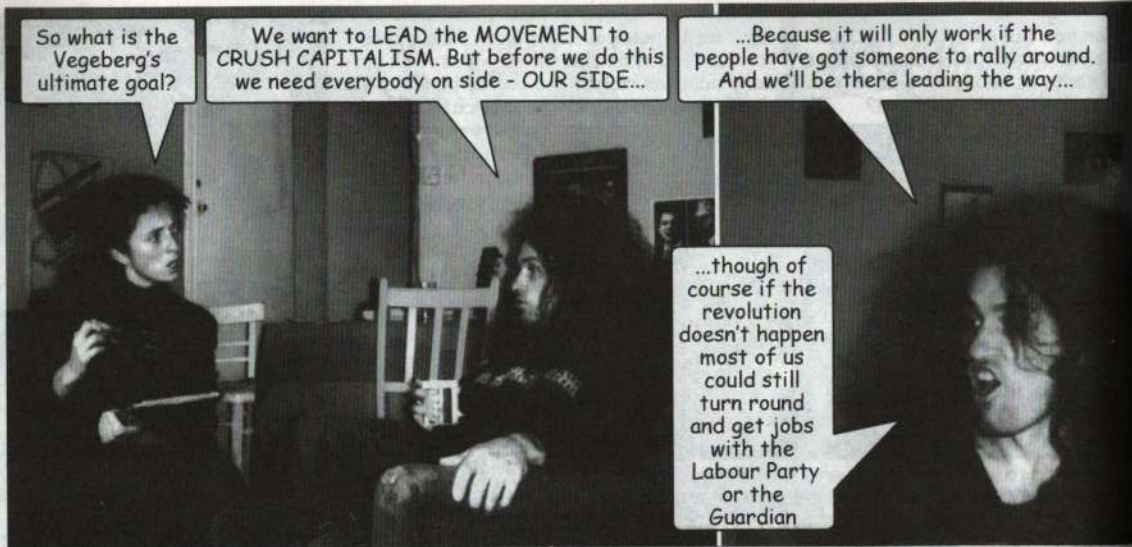 So what is the
Vegeberg's
ultimate goal?
We want to LEAD the MOVEMENT to
CRUSH CAPITALISM. But before we do this
we need everybody on side - OUR SIDE...
...Because it will only work if the
people have got someone to rally around.
And we'll be there leading the way...
...though of
course if the
revolution
doesn't happen
most of us
could still
turn round
and get jobs
with the
Labour Party
or the
Guardian